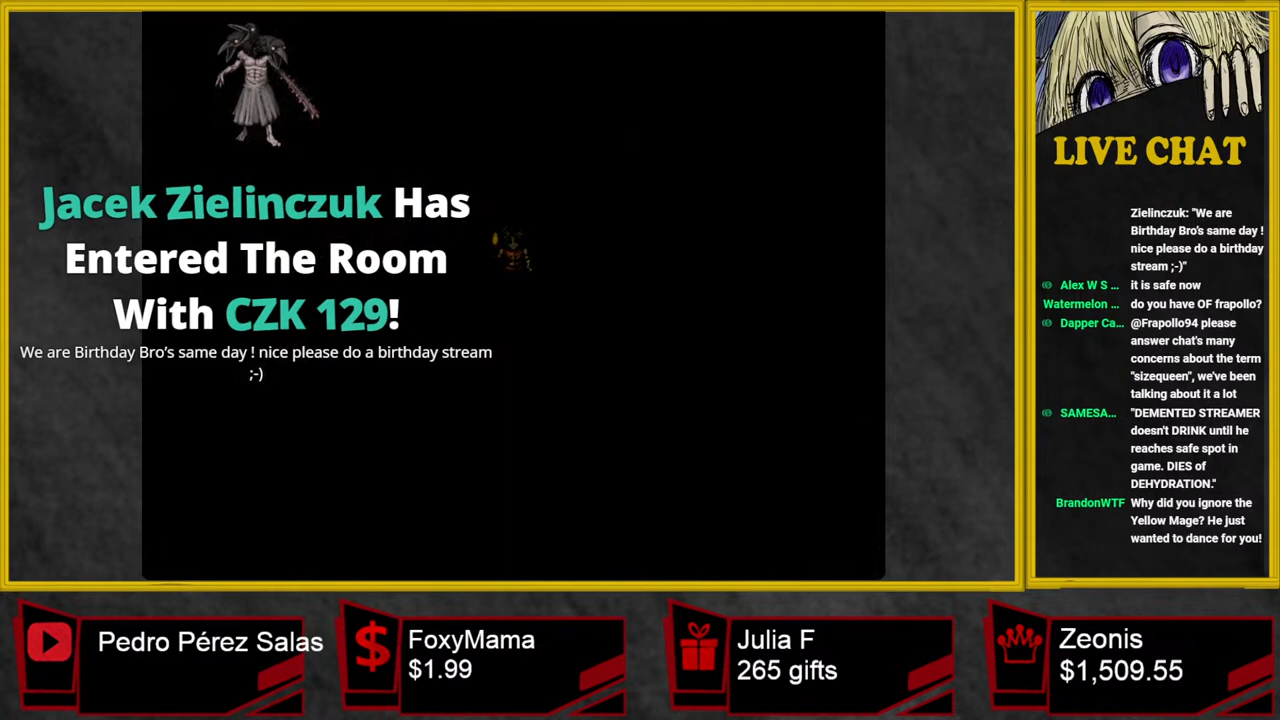 Jacek Zielinczuk Has
Entered The Room
With CZK 129!
We are Birthday Bro's same day ! nice please do a birthday stream
;-)
LIVE CHAT
Zielinczuk: "We are
Birthday Bro's same day !
nice please do a birthday
stream ;-)"
Alex W S ... it is safe now
Watermelon ... do you have OF frapollo?
Dapper Ca... @Frapollo94 please
answer chat's many
concerns about the term
"sizequeen", we've been
talking about it a lot
SAMESA... "DEMENTED STREAMER
doesn't DRINK until he
reaches safe spot in
game. DIES of
DEHYDRATION."
BrandonWTF Why did you ignore the
Yellow Mage? He just
wanted to dance for you!
Pedro Pérez Salas
FoxyMama
$1.99
Julia F
265 gifts
Zeonis
$1,509.55